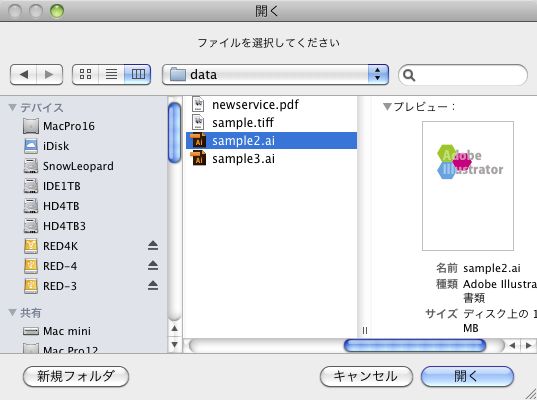 開く
ファイルを選択してください
data
デバイス
MacPro16
iDisk
SnowLeopard
IDE1TB
HD4TB
HD4TB3
RED4K
RED-4
RED-3
共有
Mac mini
Mac Pro12
newservice.pdf
sample.tiff
sample2.ai
sample3.ai
プレビュー：
Adobe
Illustrator
名前 sample2.ai
種類 Adobe Illustra
書類
サイズ ディスク上の 1
MB
新規フォルダ
キャンセル
開く